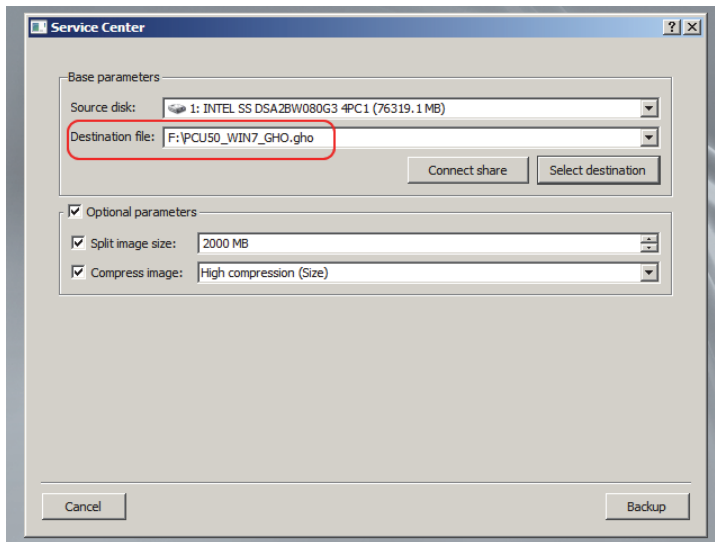 Service Center
Base parameters
Source disk: 1: INTEL SS DSA2BW080G3 4PC1 (76319.1 MB)
Destination file: F:\PCU50_WIN7_GHO.gho
Connect share Select destination
Optional parameters
Split image size: 2000 MB
Compress image: High compression (Size)
Cancel Backup